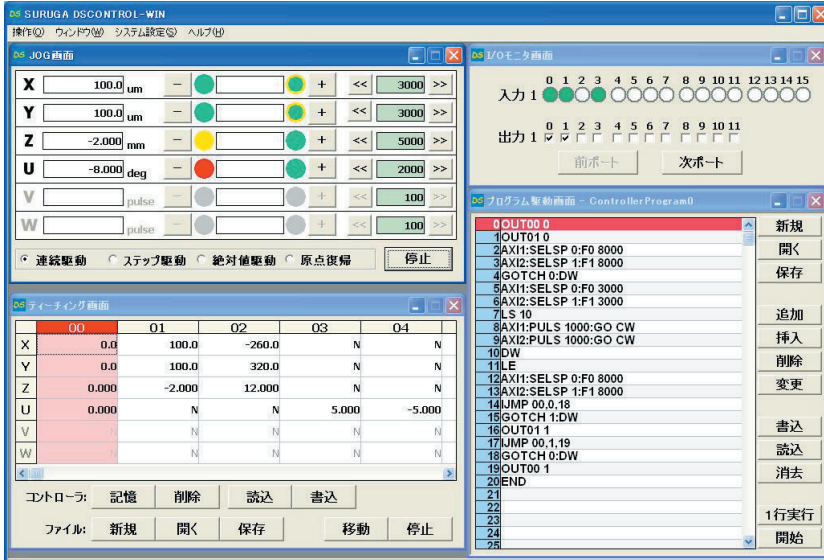 DS SURUGA DSCONTROL-WIN
操作(O) ウィンドウ(W) システム設定(S) ヘルプ(H)
DS JOG画面
X 100.0 um − + << 3000 >>
Y 100.0 um − + << 3000 >>
Z -2.000 mm − + << 5000 >>
U -8.000 deg − + << 2000 >>
V pulse − + << 100 >>
W pulse − + << 100 >>
連続駆動 ステップ駆動 絶対値駆動 原点復帰 停止
DS ティーチング画面
00 01 02 03 04
X 0.0 100.0 -260.0 N N
Y 0.0 100.0 320.0 N N
Z 0.000 -2.000 12.000 N N
U 0.000 N N 5.000 -5.000
V N N N N N
W N N N N N
コントローラ: 記憶 削除 読込 書込
ファイル: 新規 開く 保存 移動 停止
DS I/Oモニタ画面
0 1 2 3 4 5 6 7 8 9 10 11 12 13 14 15
入力 1
0 1 2 3 4 5 6 7 8 9 10 11
出力 1
前ポート 次ポート
DS プログラム駆動画面 - ControllerProgram0
0 OUT00 0
1 OUT01 0
2 AXI1:SELSP 0:F0 8000
3 AXI2:SELSP 1:F1 8000
4 GOTCH 0:DW
5 AXI1:SELSP 0:F0 3000
6 AXI2:SELSP 1:F1 3000
7 LS 10
8 AXI1:PULS 1000:GO CW
9 AXI2:PULS 1000:GO CW
10 DW
11 LE
12 AXI1:SELSP 0:F0 8000
13 AXI2:SELSP 1:F1 8000
14 IJMP 00,0,18
15 GOTCH 1:DW
16 OUT01 1
17 IJMP 00,1,19
18 GOTCH 0:DW
19 OUT00 1
20 END
21
22
23
24
25
新規
開く
保存
追加
挿入
削除
変更
書込
読込
消去
1行実行
開始